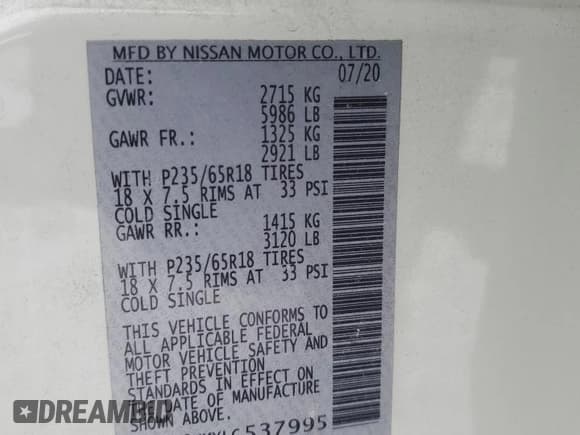 MFD BY NISSAN MOTOR CO., LTD.
DATE: 07/20
GVWR: 2715 KG
5986 LB
GAWR FR.: 1325 KG
2921 LB
WITH P235/65R18 TIRES
18 X 7.5 RIMS AT 33 PSI
COLD SINGLE
GAWR RR.: 1415 KG
3120 LB
WITH P235/65R18 TIRES
18 X 7.5 RIMS AT 33 PSI
COLD SINGLE
THIS VEHICLE CONFORMS TO
ALL APPLICABLE FEDERAL
MOTOR VEHICLE SAFETY AND
THEFT PREVENTION
STANDARDS IN EFFECT ON
THE DATE OF MANUFACTURE
SHOWN ABOVE.
537995
DREAMBID